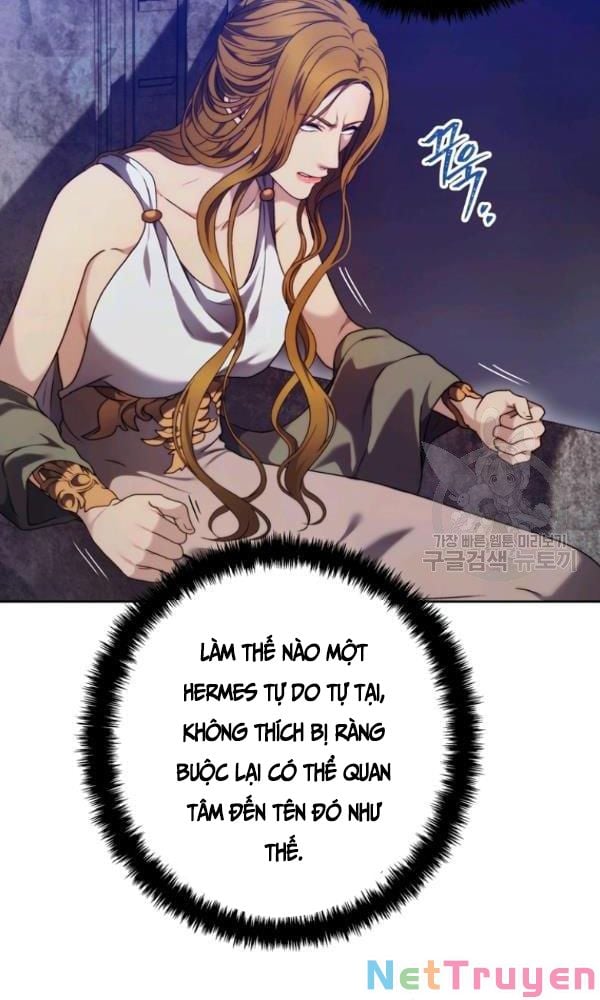 꾸욱
가장 빠른 웹툰 미리보기
구글검색 뉴토끼
LÀM THẾ NÀO MỘT
HERMES TỰ DO TỰ TẠI,
KHÔNG THÍCH BỊ RÀNG
BUỘC LẠI CÓ THỂ QUAN
TÂM ĐẾN TÊN ĐÓ NHƯ
THẾ.
NetTruyen